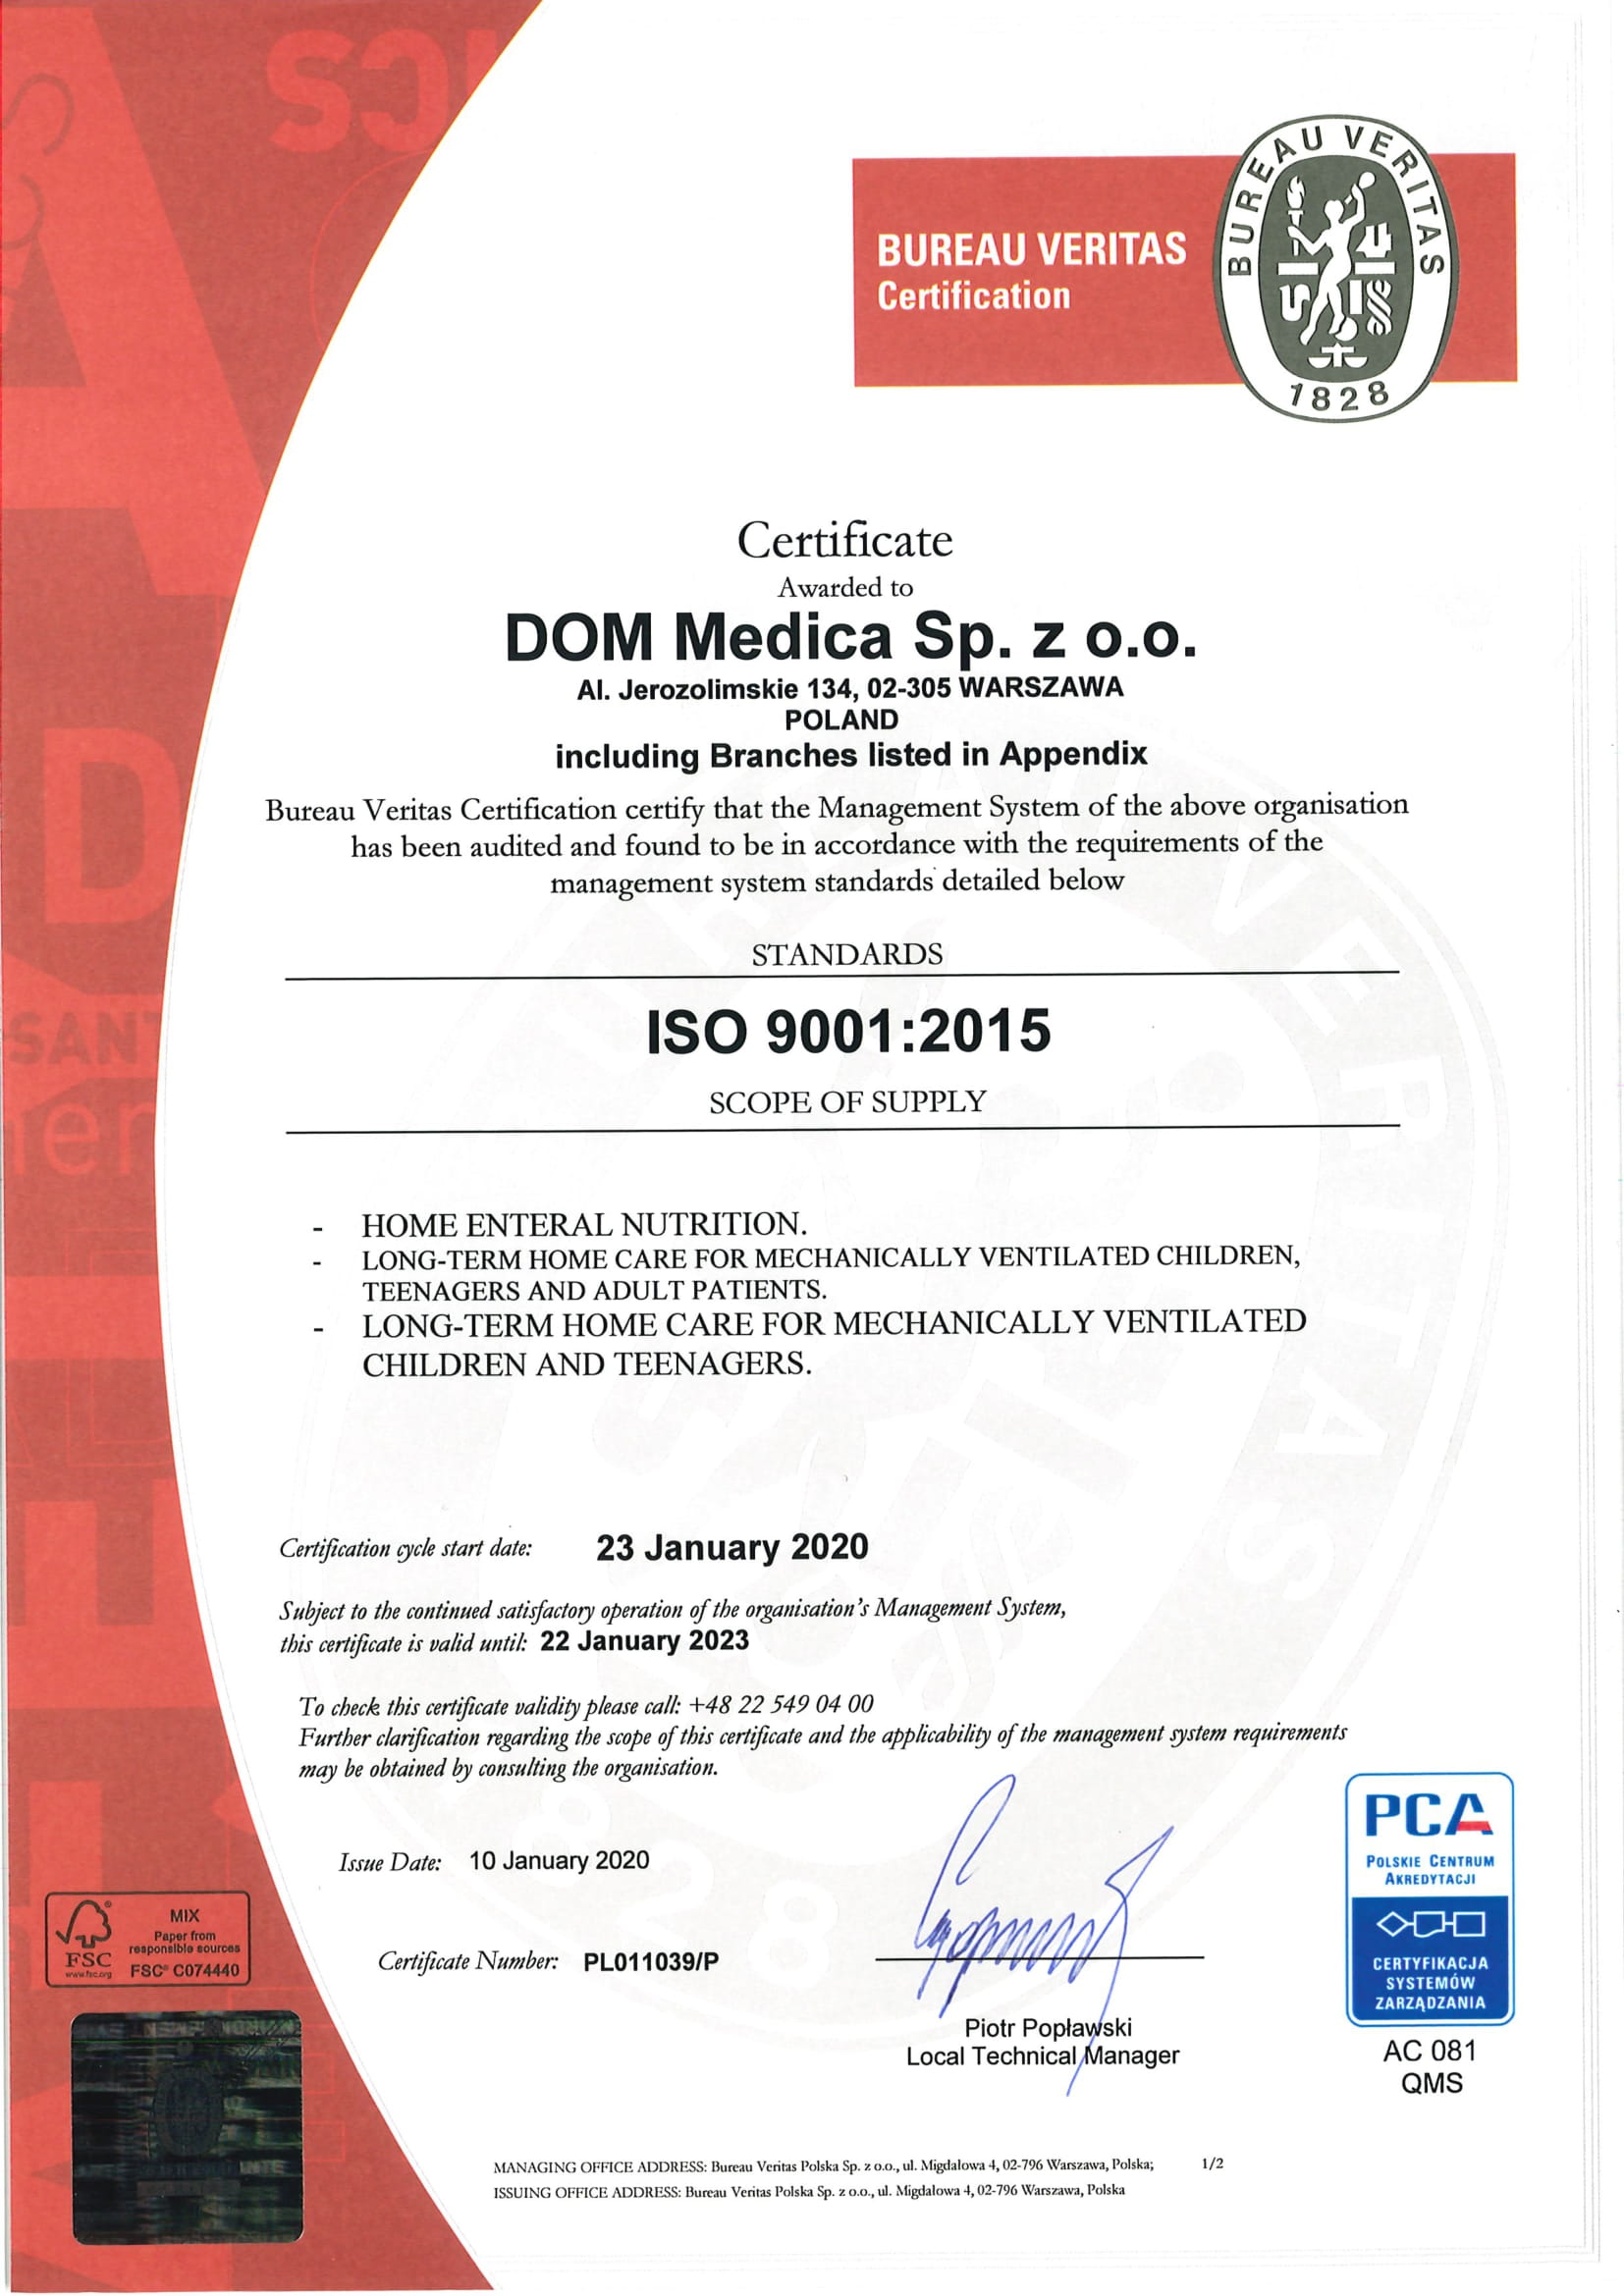 BUREAU VERITAS
Certification
BUREAU VERITAS
1828
Certificate
Awarded to
DOM Medica Sp. z o.o.
Al. Jerozolimskie 134, 02-305 WARSZAWA
POLAND
including Branches listed in Appendix
Bureau Veritas Certification certify that the Management System of the above organisation
has been audited and found to be in accordance with the requirements of the
management system standards detailed below
STANDARDS
ISO 9001:2015
SCOPE OF SUPPLY
- HOME ENTERAL NUTRITION.
- LONG-TERM HOME CARE FOR MECHANICALLY VENTILATED CHILDREN,
TEENAGERS AND ADULT PATIENTS.
- LONG-TERM HOME CARE FOR MECHANICALLY VENTILATED
CHILDREN AND TEENAGERS.
Certification cycle start date: 23 January 2020
Subject to the continued satisfactory operation of the organisation's Management System,
this certificate is valid until: 22 January 2023
To check this certificate validity please call: +48 22 549 04 00
Further clarification regarding the scope of this certificate and the applicability of the management system requirements
may be obtained by consulting the organisation.
Issue Date: 10 January 2020
Certificate Number: PL011039/P
Piotr Popławski
Local Technical Manager
PCA
POLSKIE CENTRUM
AKREDYTACJI
CERTYFIKACJA
SYSTEMÓW
ZARZĄDZANIA
AC 081
QMS
FSC
www.fsc.org
MIX
Paper from
responsible sources
FSC® C074440
MANAGING OFFICE ADDRESS: Bureau Veritas Polska Sp. z o.o., ul. Migdalowa 4, 02-796 Warszawa, Polska; 1/2
ISSUING OFFICE ADDRESS: Bureau Veritas Polska Sp. z o.o., ul. Migdalowa 4, 02-796 Warszawa, Polska